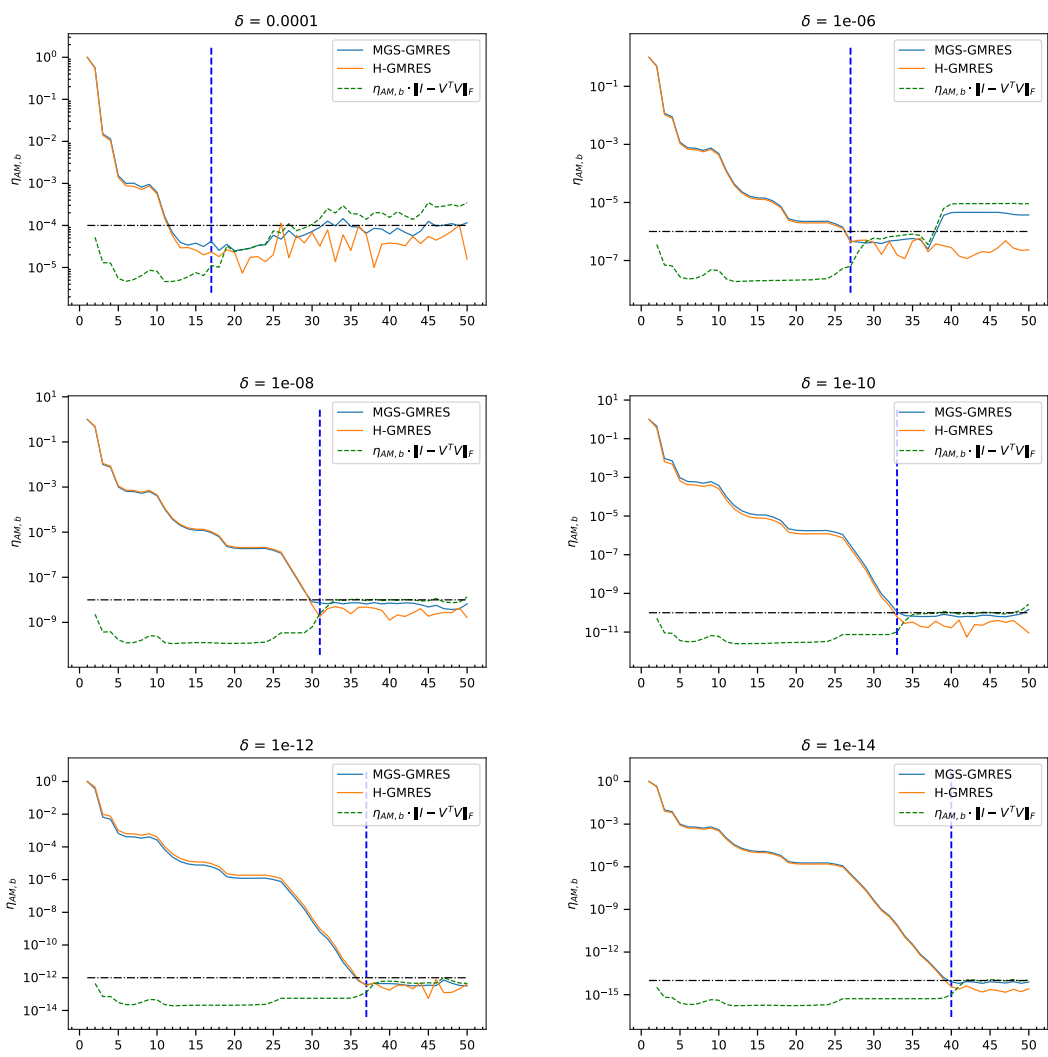 δ = 0.0001
MGS-GMRES
H-GMRES
η_{AM, b} · ‖I − V^T V‖_F
η_{AM, b}
10^0
10^{−1}
10^{−2}
10^{−3}
10^{−4}
10^{−5}
0 5 10 15 20 25 30 35 40 45 50
δ = 1e-06
MGS-GMRES
H-GMRES
η_{AM, b} · ‖I − V^T V‖_F
η_{AM, b}
10^{−1}
10^{−3}
10^{−5}
10^{−7}
0 5 10 15 20 25 30 35 40 45 50
δ = 1e-08
MGS-GMRES
H-GMRES
η_{AM, b} · ‖I − V^T V‖_F
η_{AM, b}
10^1
10^{−1}
10^{−3}
10^{−5}
10^{−7}
10^{−9}
0 5 10 15 20 25 30 35 40 45 50
δ = 1e-10
MGS-GMRES
H-GMRES
η_{AM, b} · ‖I − V^T V‖_F
η_{AM, b}
10^1
10^{−1}
10^{−3}
10^{−5}
10^{−7}
10^{−9}
10^{−11}
0 5 10 15 20 25 30 35 40 45 50
δ = 1e-12
MGS-GMRES
H-GMRES
η_{AM, b} · ‖I − V^T V‖_F
η_{AM, b}
10^0
10^{−2}
10^{−4}
10^{−6}
10^{−8}
10^{−10}
10^{−12}
10^{−14}
0 5 10 15 20 25 30 35 40 45 50
δ = 1e-14
MGS-GMRES
H-GMRES
η_{AM, b} · ‖I − V^T V‖_F
η_{AM, b}
10^0
10^{−3}
10^{−6}
10^{−9}
10^{−12}
10^{−15}
0 5 10 15 20 25 30 35 40 45 50